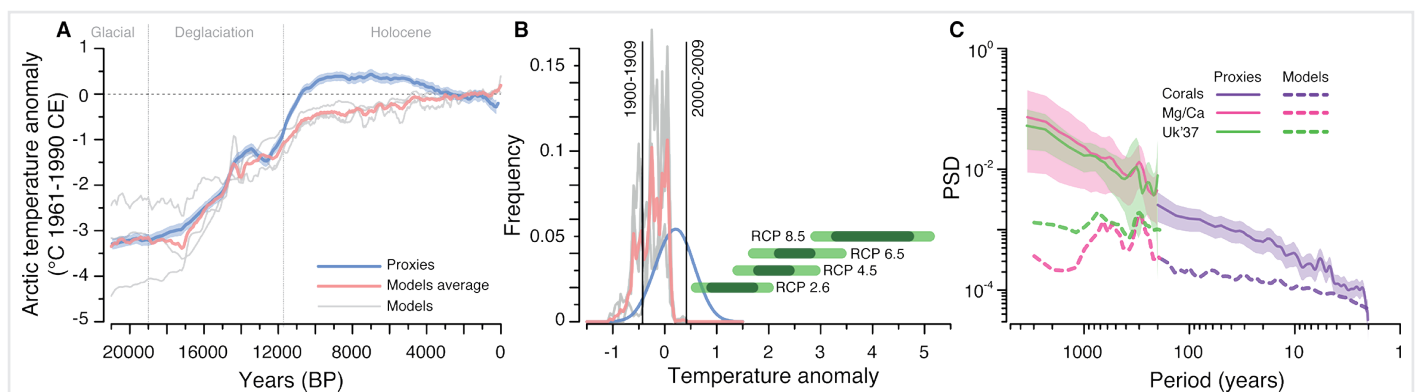 A
Glacial
Deglaciation
Holocene
Arctic temperature anomaly
(°C 1961-1990 CE)
1
0
-1
-2
-3
-4
-5
Proxies
Models average
Models
20000
16000
12000
8000
4000
0
Years (BP)
B
Frequency
0.15
0.1
0.05
0
1900-1909
2000-2009
RCP 8.5
RCP 6.5
RCP 4.5
RCP 2.6
-1
0
1
2
3
4
5
Temperature anomaly
C
PSD
10⁰
10⁻²
10⁻⁴
Proxies Models
Corals
Mg/Ca
Uk'37
1000
100
10
1
Period (years)